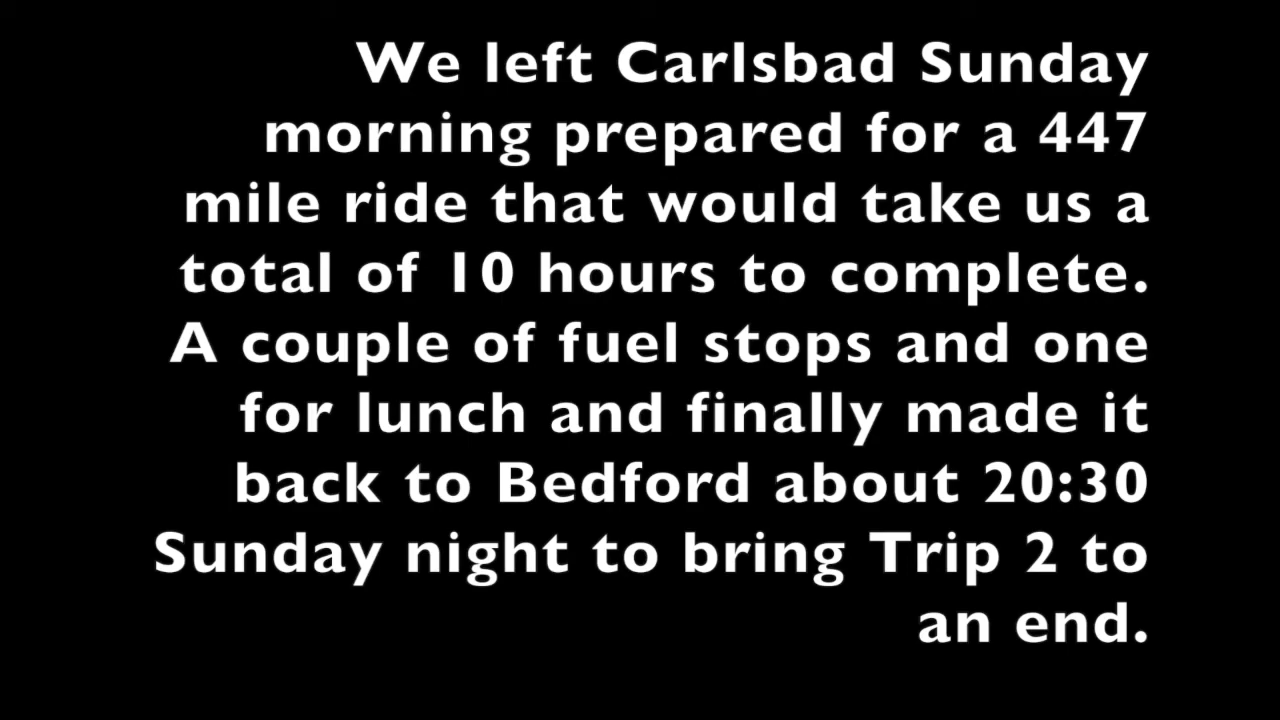 We left Carlsbad Sunday
morning prepared for a 447
mile ride that would take us a
total of 10 hours to complete.
A couple of fuel stops and one
for lunch and finally made it
back to Bedford about 20:30
Sunday night to bring Trip 2 to
an end.